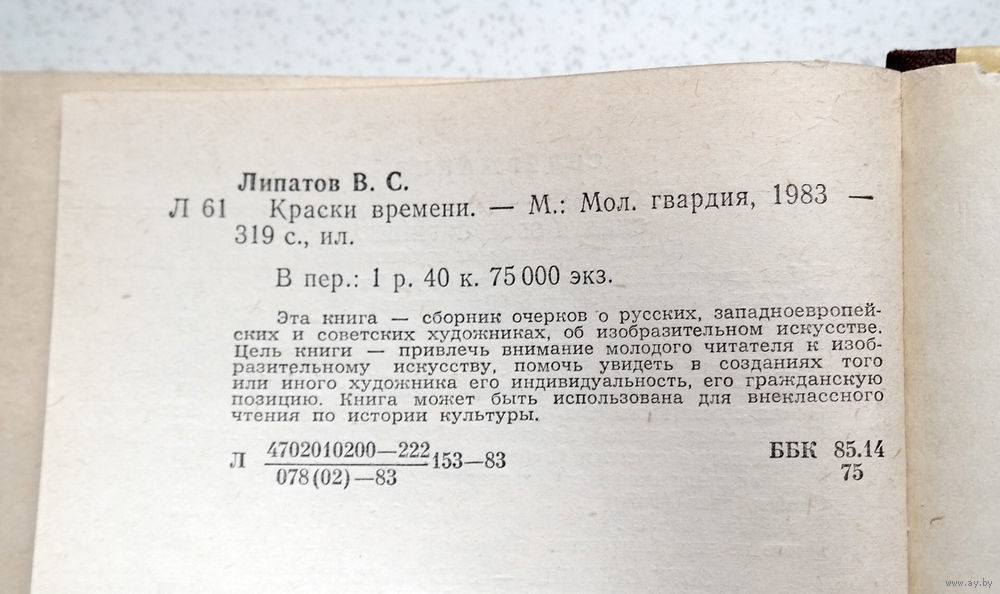 Липатов В. С.
Л 61 Краски времени. — М.: Мол. гвардия, 1983 —
319 с., ил.
В пер.: 1 р. 40 к. 75 000 экз.
Эта книга — сборник очерков о русских, западноевропей-
ских и советских художниках, об изобразительном искусстве.
Цель книги — привлечь внимание молодого читателя к изоб-
разительному искусству, помочь увидеть в созданиях того
или иного художника его индивидуальность, его гражданскую
позицию. Книга может быть использована для внеклассного
чтения по истории культуры.
4702010200—222
Л 153—83
078(02)—83
ББК 85.14
75
www.ay.by